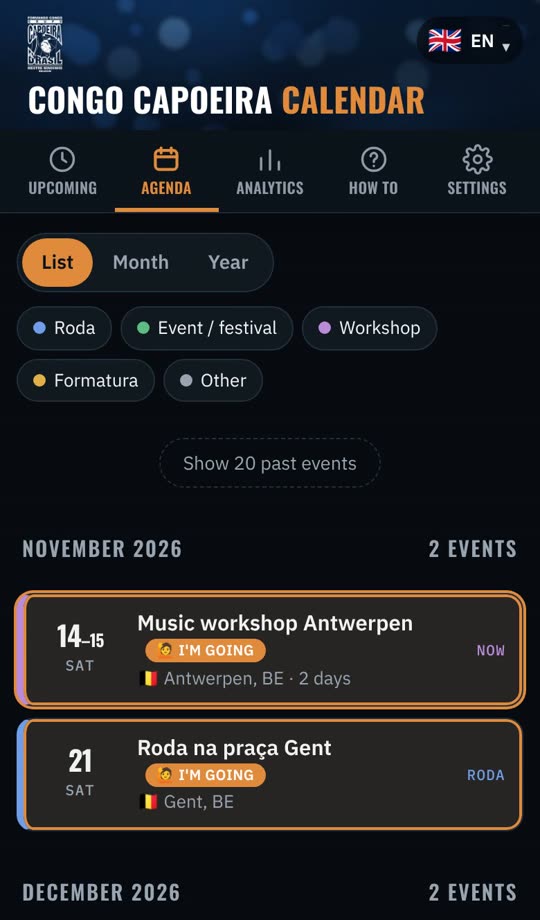 CAPOEIRA
BRASIL
EN
CONGO CAPOEIRA CALENDAR
UPCOMING
AGENDA
ANALYTICS
HOW TO
SETTINGS
List
Month
Year
Roda
Event / festival
Workshop
Formatura
Other
Show 20 past events
NOVEMBER 2026
2 EVENTS
14–15
SAT
Music workshop Antwerpen
I'M GOING
Antwerpen, BE · 2 days
NOW
21
SAT
Roda na praça Gent
I'M GOING
Gent, BE
RODA
DECEMBER 2026
2 EVENTS